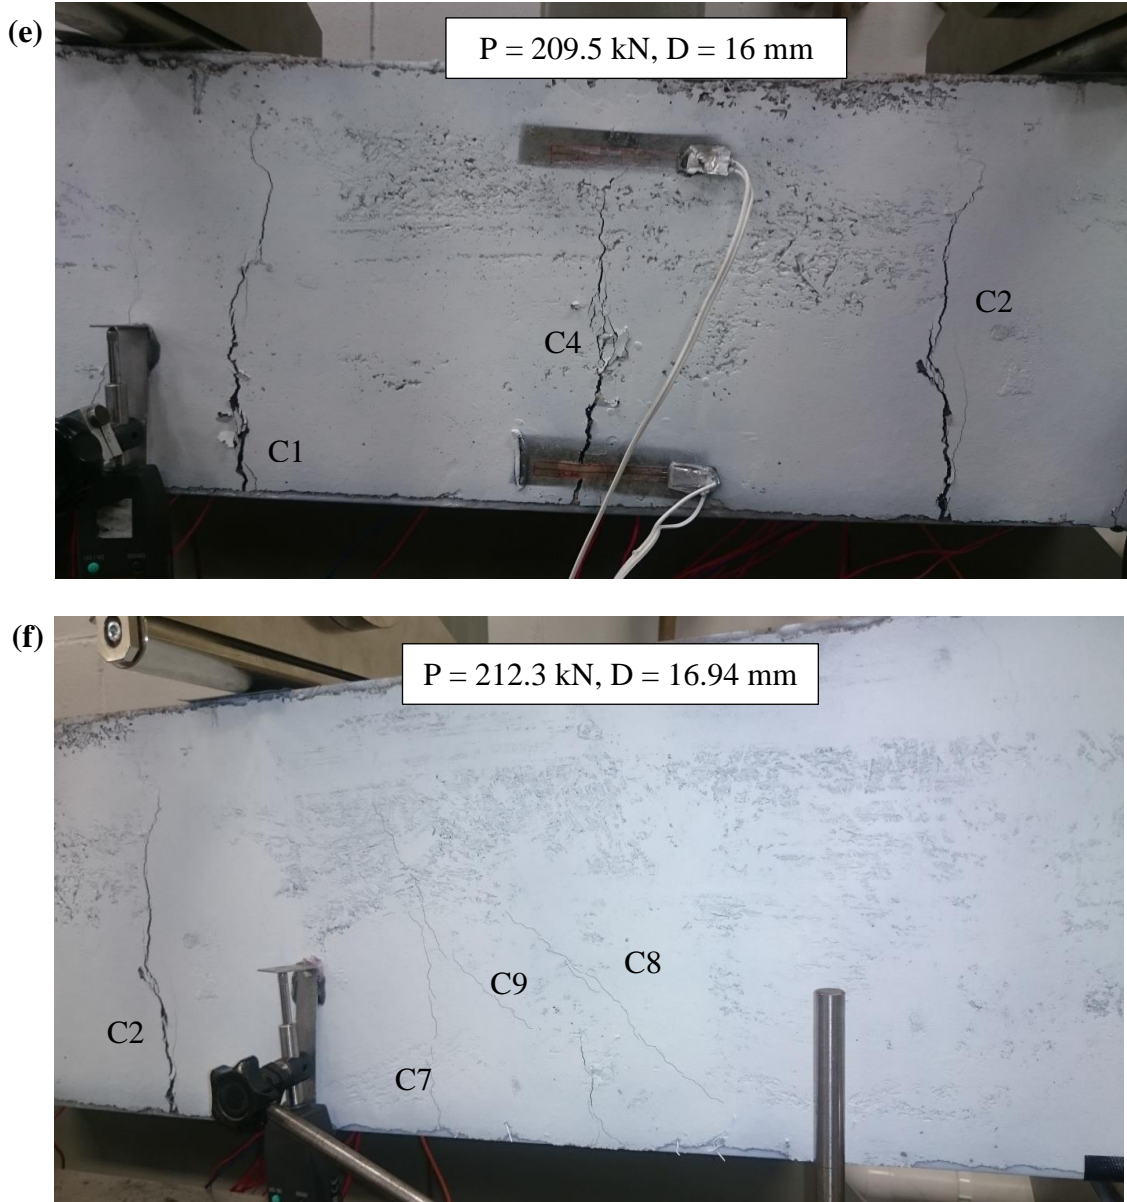 (e)
P = 209.5 kN, D = 16 mm
C2
C4
C1
(f)
P = 212.3 kN, D = 16.94 mm
C8
C9
C2
C7